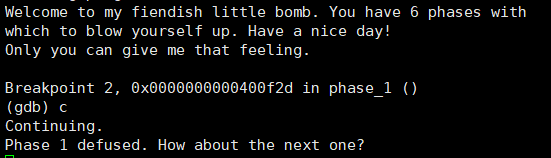 Welcome to my fiendish little bomb. You have 6 phases with
which to blow yourself up. Have a nice day!
Only you can give me that feeling.
Breakpoint 2, 0x0000000000400f2d in phase_1 ()
(gdb) c
Continuing.
Phase 1 defused. How about the next one?